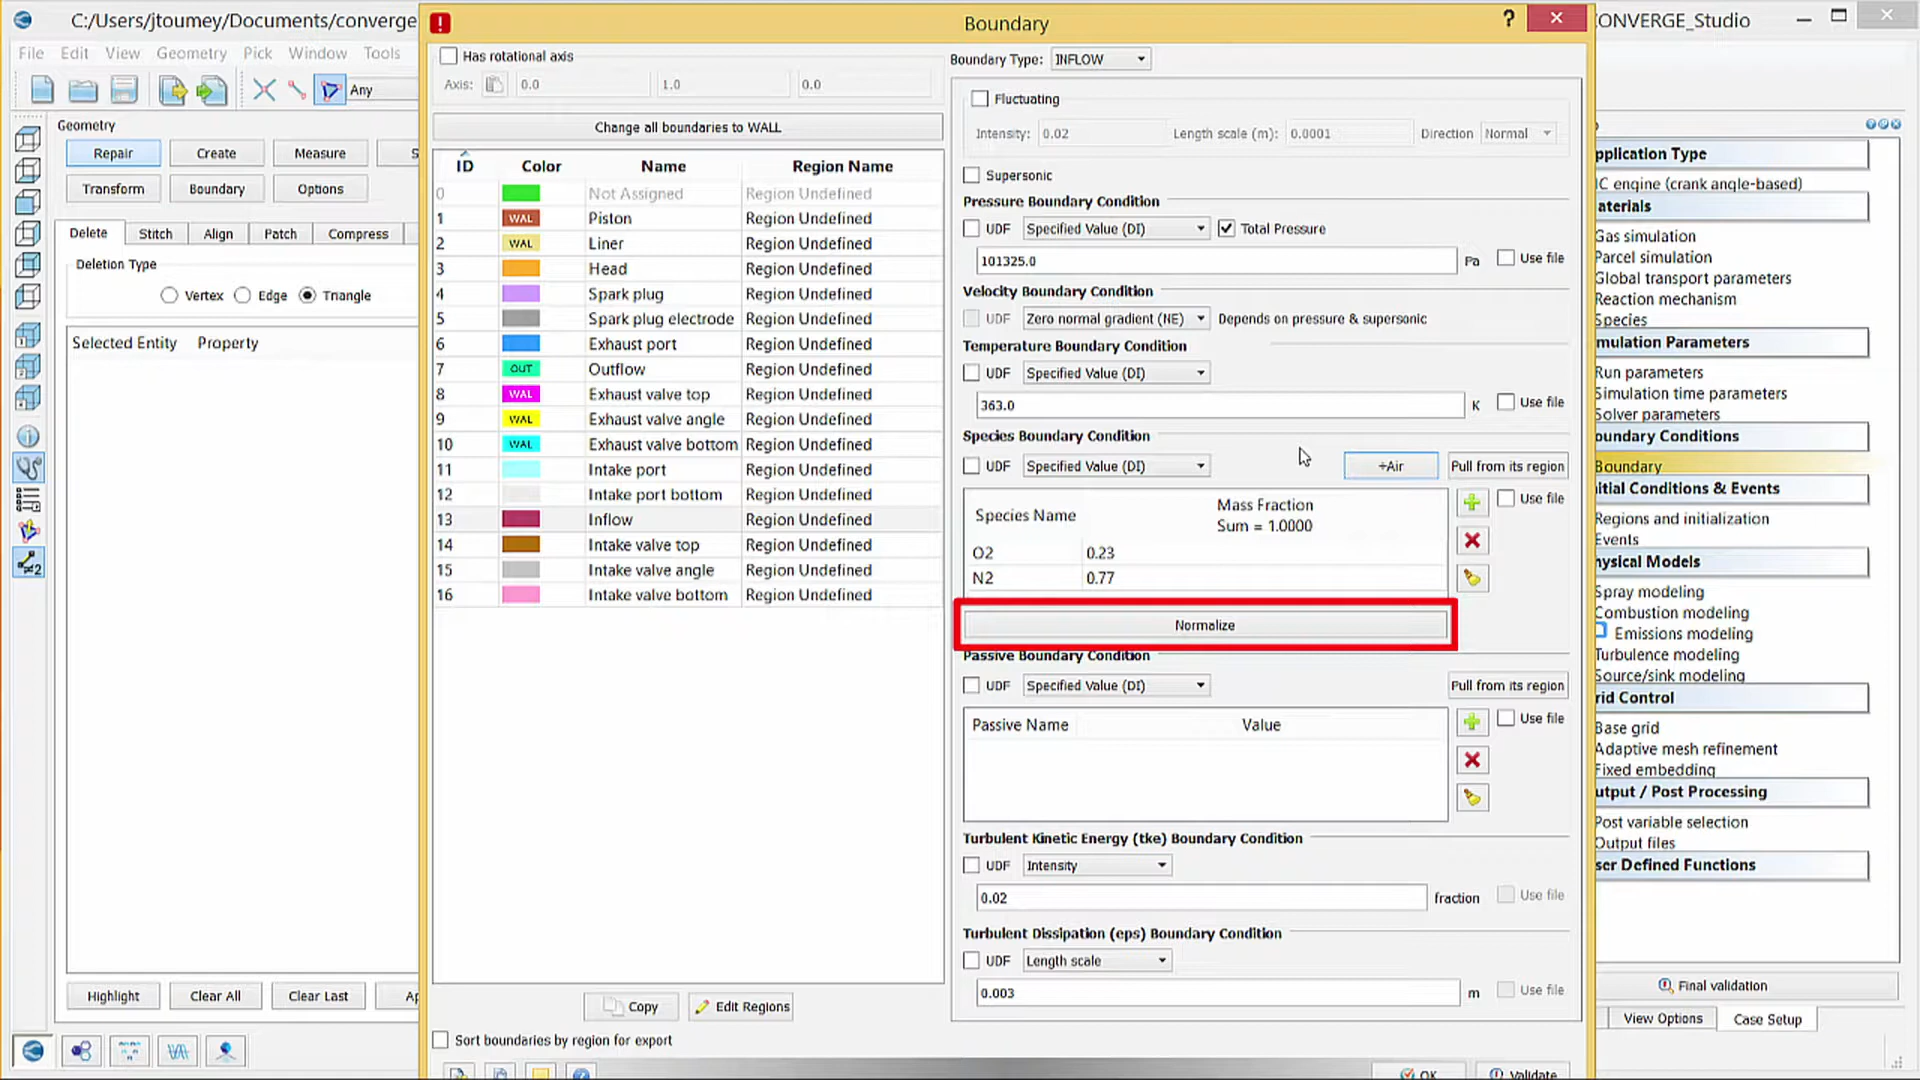 C:/Users/jtoumey/Documents/converge
Boundary
?
CONVERGE_Studio
File Edit View Geometry Pick Window Tools
Any
Geometry
Repair Create Measure
Transform Boundary Options
Delete Stitch Align Patch Compress
Deletion Type
Vertex Edge Triangle
Selected Entity Property
Highlight Clear All Clear Last
Has rotational axis
Axis: 0.0 1.0 0.0
Change all boundaries to WALL
ID Color Name Region Name
0 Not Assigned Region Undefined
1 WAL Piston Region Undefined
2 WAL Liner Region Undefined
3 Head Region Undefined
4 Spark plug Region Undefined
5 Spark plug electrode Region Undefined
6 Exhaust port Region Undefined
7 OUT Outflow Region Undefined
8 WAL Exhaust valve top Region Undefined
9 WAL Exhaust valve angle Region Undefined
10 WAL Exhaust valve bottom Region Undefined
11 Intake port Region Undefined
12 Intake port bottom Region Undefined
13 Inflow Region Undefined
14 Intake valve top Region Undefined
15 Intake valve angle Region Undefined
16 Intake valve bottom Region Undefined
Copy Edit Regions
Sort boundaries by region for export
Boundary Type: INFLOW
Fluctuating
Intensity: 0.02 Length scale (m): 0.0001 Direction Normal
Supersonic
Pressure Boundary Condition
UDF Specified Value (DI) Total Pressure
101325.0 Pa Use file
Velocity Boundary Condition
UDF Zero normal gradient (NE) Depends on pressure & supersonic
Temperature Boundary Condition
UDF Specified Value (DI)
363.0 K Use file
Species Boundary Condition
UDF Specified Value (DI) +Air Pull from its region
Species Name Mass Fraction
Sum = 1.0000
Use file
O2 0.23
N2 0.77
Normalize
Passive Boundary Condition
UDF Specified Value (DI) Pull from its region
Passive Name Value Use file
Turbulent Kinetic Energy (tke) Boundary Condition
UDF Intensity
0.02 fraction Use file
Turbulent Dissipation (eps) Boundary Condition
UDF Length scale
0.003 m Use file
OK Validate
pplication Type
IC engine (crank angle-based)
aterials
Gas simulation
Parcel simulation
Global transport parameters
Reaction mechanism
Species
mulation Parameters
Run parameters
Simulation time parameters
Solver parameters
oundary Conditions
Boundary
itial Conditions & Events
Regions and initialization
Events
hysical Models
Spray modeling
Combustion modeling
Emissions modeling
Turbulence modeling
Source/sink modeling
rid Control
Base grid
Adaptive mesh refinement
Fixed embedding
utput / Post Processing
Post variable selection
Output files
ser Defined Functions
Final validation
View Options Case Setup